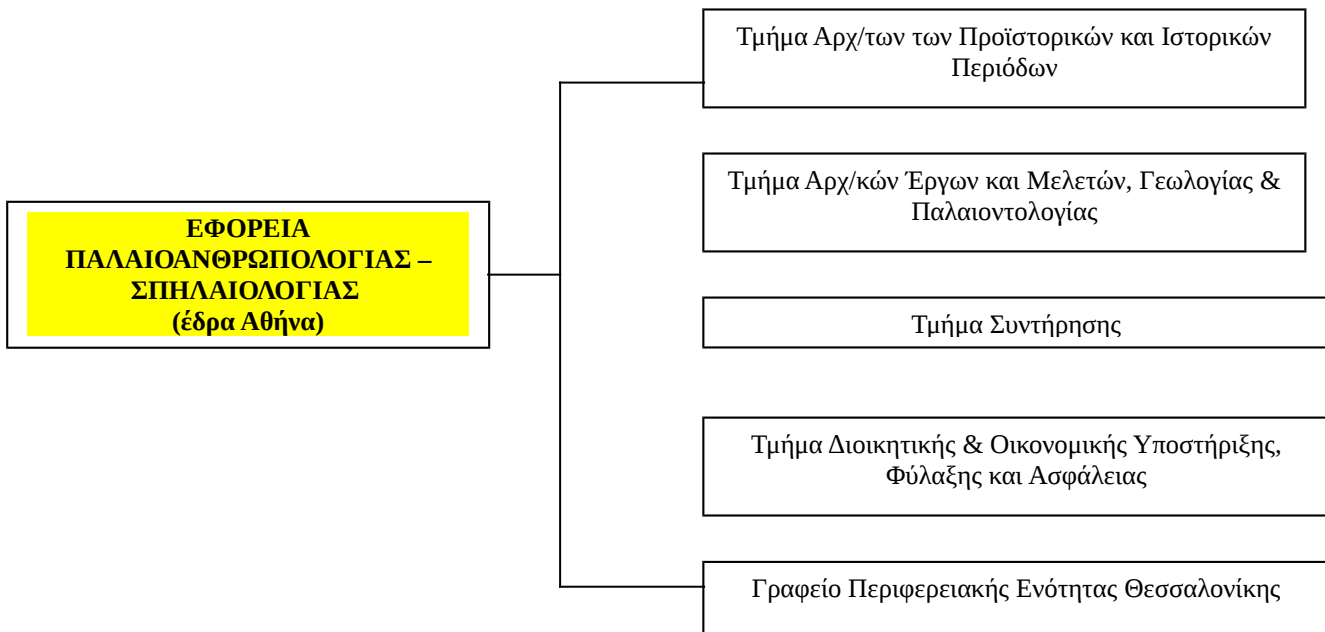 Τμήμα Αρχ/των των Προϊστορικών και Ιστορικών
Περιόδων
Τμήμα Αρχ/κών Έργων και Μελετών, Γεωλογίας &
Παλαιοντολογίας
ΕΦΟΡΕΙΑ
ΠΑΛΑΙΟΑΝΘΡΩΠΟΛΟΓΙΑΣ –
ΣΠΗΛΑΙΟΛΟΓΙΑΣ
(έδρα Αθήνα)
Τμήμα Συντήρησης
Τμήμα Διοικητικής & Οικονομικής Υποστήριξης,
Φύλαξης και Ασφάλειας
Γραφείο Περιφερειακής Ενότητας Θεσσαλονίκης